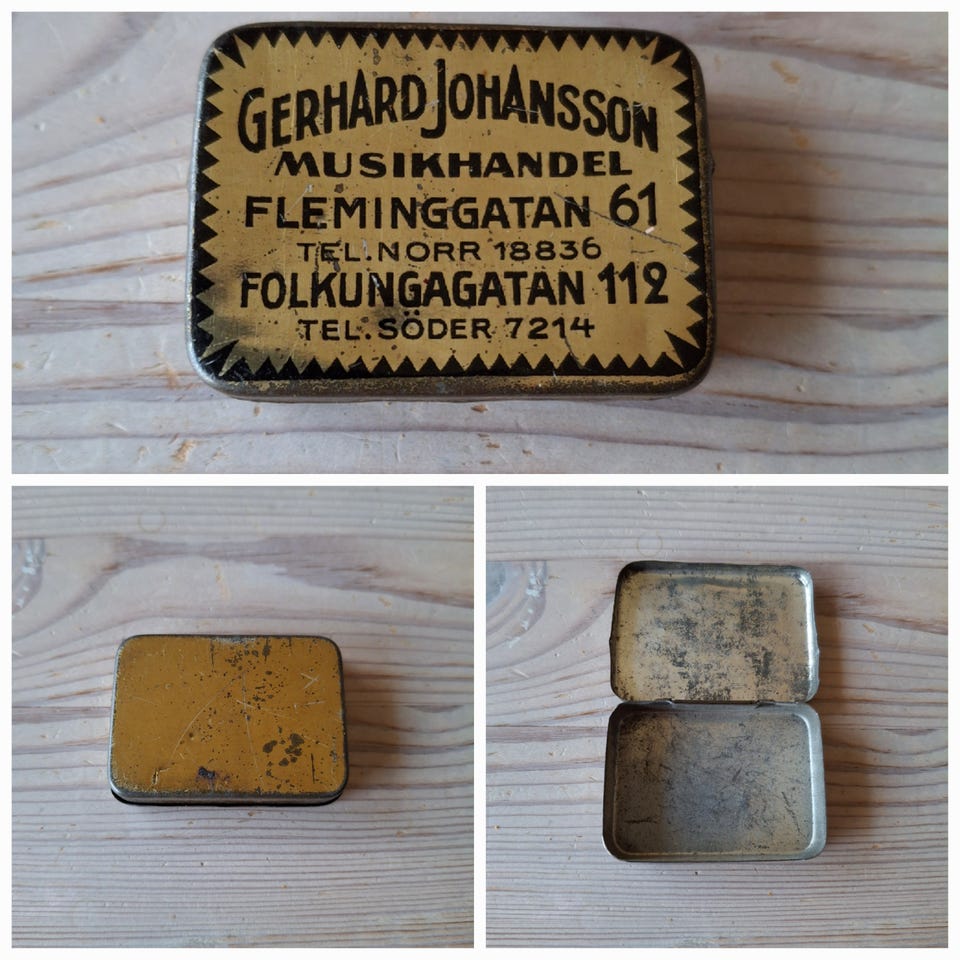 GERHARD JOHANSSON
MUSIKHANDEL
FLEMINGGATAN 61
TEL. NORR 18836
FOLKUNGAGATAN 112
TEL. SÖDER 7214